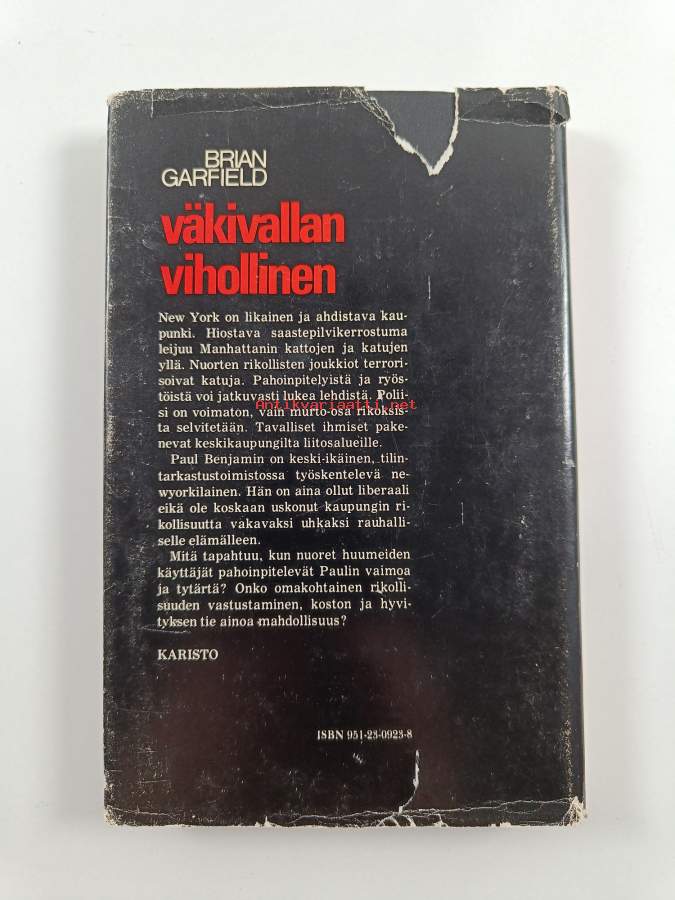 BRIAN
GARFIELD
väkivallan
vihollinen
New York on likainen ja ahdistava kau-
punki. Hiostava saastepilvikerrostuma
leijuu Manhattanin kattojen ja katujen
yllä. Nuorten rikollisten joukkiot terrori-
soivat katuja. Pahoinpitelyistä ja ryös-
töistä voi jatkuvasti lukea lehdistä. Polii-
Antikvariaatti.net
si on voimaton, vain murto-osa rikoksis-
ta selvitetään. Tavalliset ihmiset pake-
nevat keskikaupungilta liitosalueille.
Paul Benjamin on keski-ikäinen, tilin-
tarkastustoimistossa työskentelevä ne-
wyorkilainen. Hän on aina ollut liberaali
eikä ole koskaan uskonut kaupungin ri-
kollisuutta vakavaksi uhkaksi rauhalli-
selle elämälleen.
Mitä tapahtuu, kun nuoret huumeiden
käyttäjät pahoinpitelevät Paulin vaimoa
ja tytärtä? Onko omakohtainen rikolli-
suuden vastustaminen, koston ja hyvi-
tyksen tie ainoa mahdollisuus?
KARISTO
ISBN 951-23-0923-8